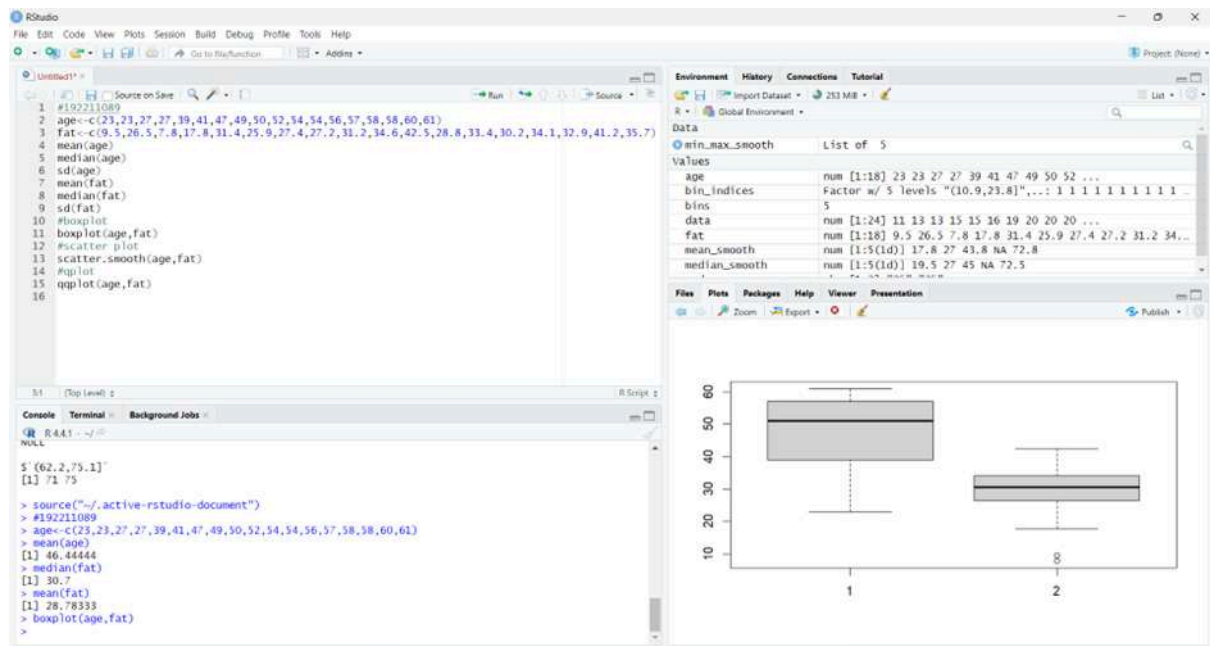 RStudio
File Edit Code View Plots Session Build Debug Profile Tools Help
Go to file/function Addins
Project: (None)
Untitled1*
Source on Save Run Source
1 #192211089
2 age<-c(23,23,27,27,39,41,47,49,50,52,54,54,56,57,58,58,60,61)
3 fat<-c(9.5,26.5,7.8,17.8,31.4,25.9,27.4,27.2,31.2,34.6,42.5,28.8,33.4,30.2,34.1,32.9,41.2,35.7)
4 mean(age)
5 median(age)
6 sd(age)
7 mean(fat)
8 median(fat)
9 sd(fat)
10 #boxplot
11 boxplot(age,fat)
12 #scatter plot
13 scatter.smooth(age,fat)
14 #qplot
15 qqplot(age,fat)
16
3:1 (Top Level) R Script
Console Terminal Background Jobs
R 4.4.1 · ~/
NULL
$`(62.2,75.1]`
[1] 71 75
> source("~/.active-rstudio-document")
> #192211089
> age<-c(23,23,27,27,39,41,47,49,50,52,54,54,56,57,58,58,60,61)
> mean(age)
[1] 46.44444
> median(fat)
[1] 30.7
> mean(fat)
[1] 28.78333
> boxplot(age,fat)
>
Environment History Connections Tutorial
Import Dataset 253 MiB List
R Global Environment
Data
min_max_smooth List of 5
Values
age num [1:18] 23 23 27 27 39 41 47 49 50 52 ...
bin_indices Factor w/ 5 levels "(10.9,23.8]",..: 1 1 1 1 1 1 1 1 1 1 ...
bins 5
data num [1:24] 11 13 13 15 15 16 19 20 20 20 ...
fat num [1:18] 9.5 26.5 7.8 17.8 31.4 25.9 27.4 27.2 31.2 34...
mean_smooth num [1:5(1d)] 17.8 27 43.8 NA 72.8
median_smooth num [1:5(1d)] 19.5 27 45 NA 72.5
Files Plots Packages Help Viewer Presentation
Zoom Export Publish
60
50
40
30
20
10
1 2